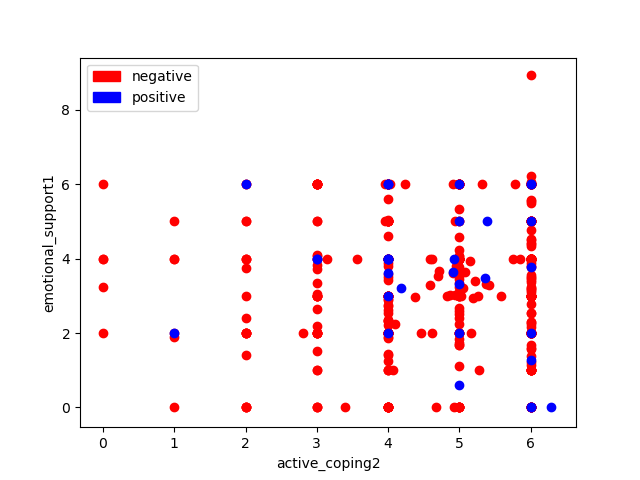 negative
positive
8
6
4
2
0
emotional_support1
0 1 2 3 4 5 6
active_coping2